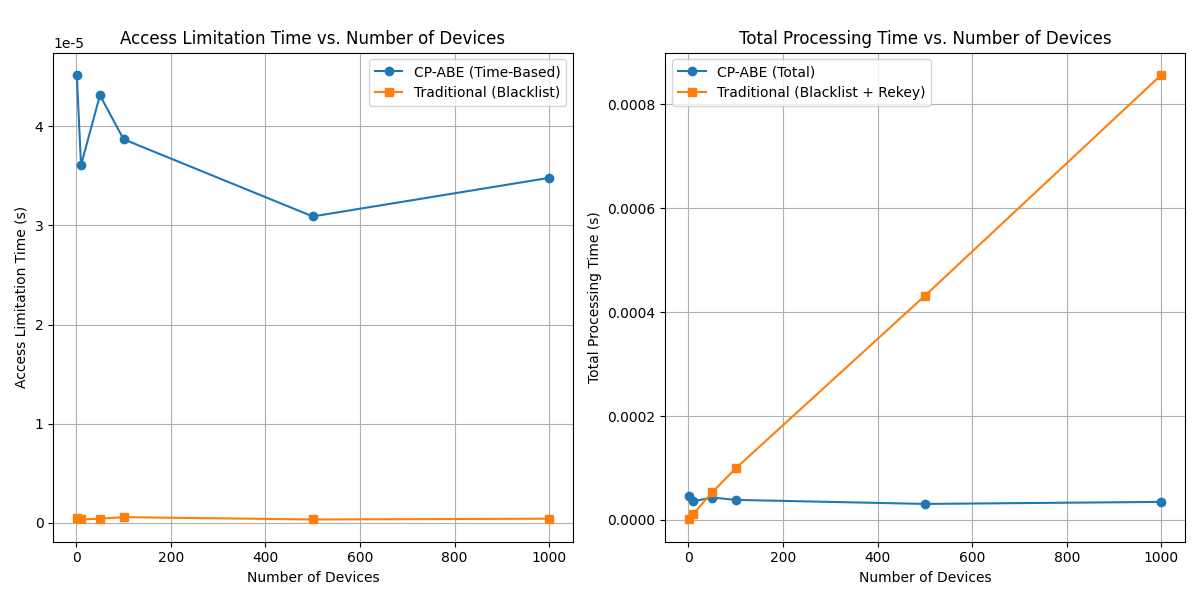 Access Limitation Time vs. Number of Devices
1e-5
CP-ABE (Time-Based)
Traditional (Blacklist)
4
3
2
1
0
Access Limitation Time (s)
0 200 400 600 800 1000
Number of Devices
Total Processing Time vs. Number of Devices
CP-ABE (Total)
Traditional (Blacklist + Rekey)
0.0008
0.0006
0.0004
0.0002
0.0000
Total Processing Time (s)
0 200 400 600 800 1000
Number of Devices